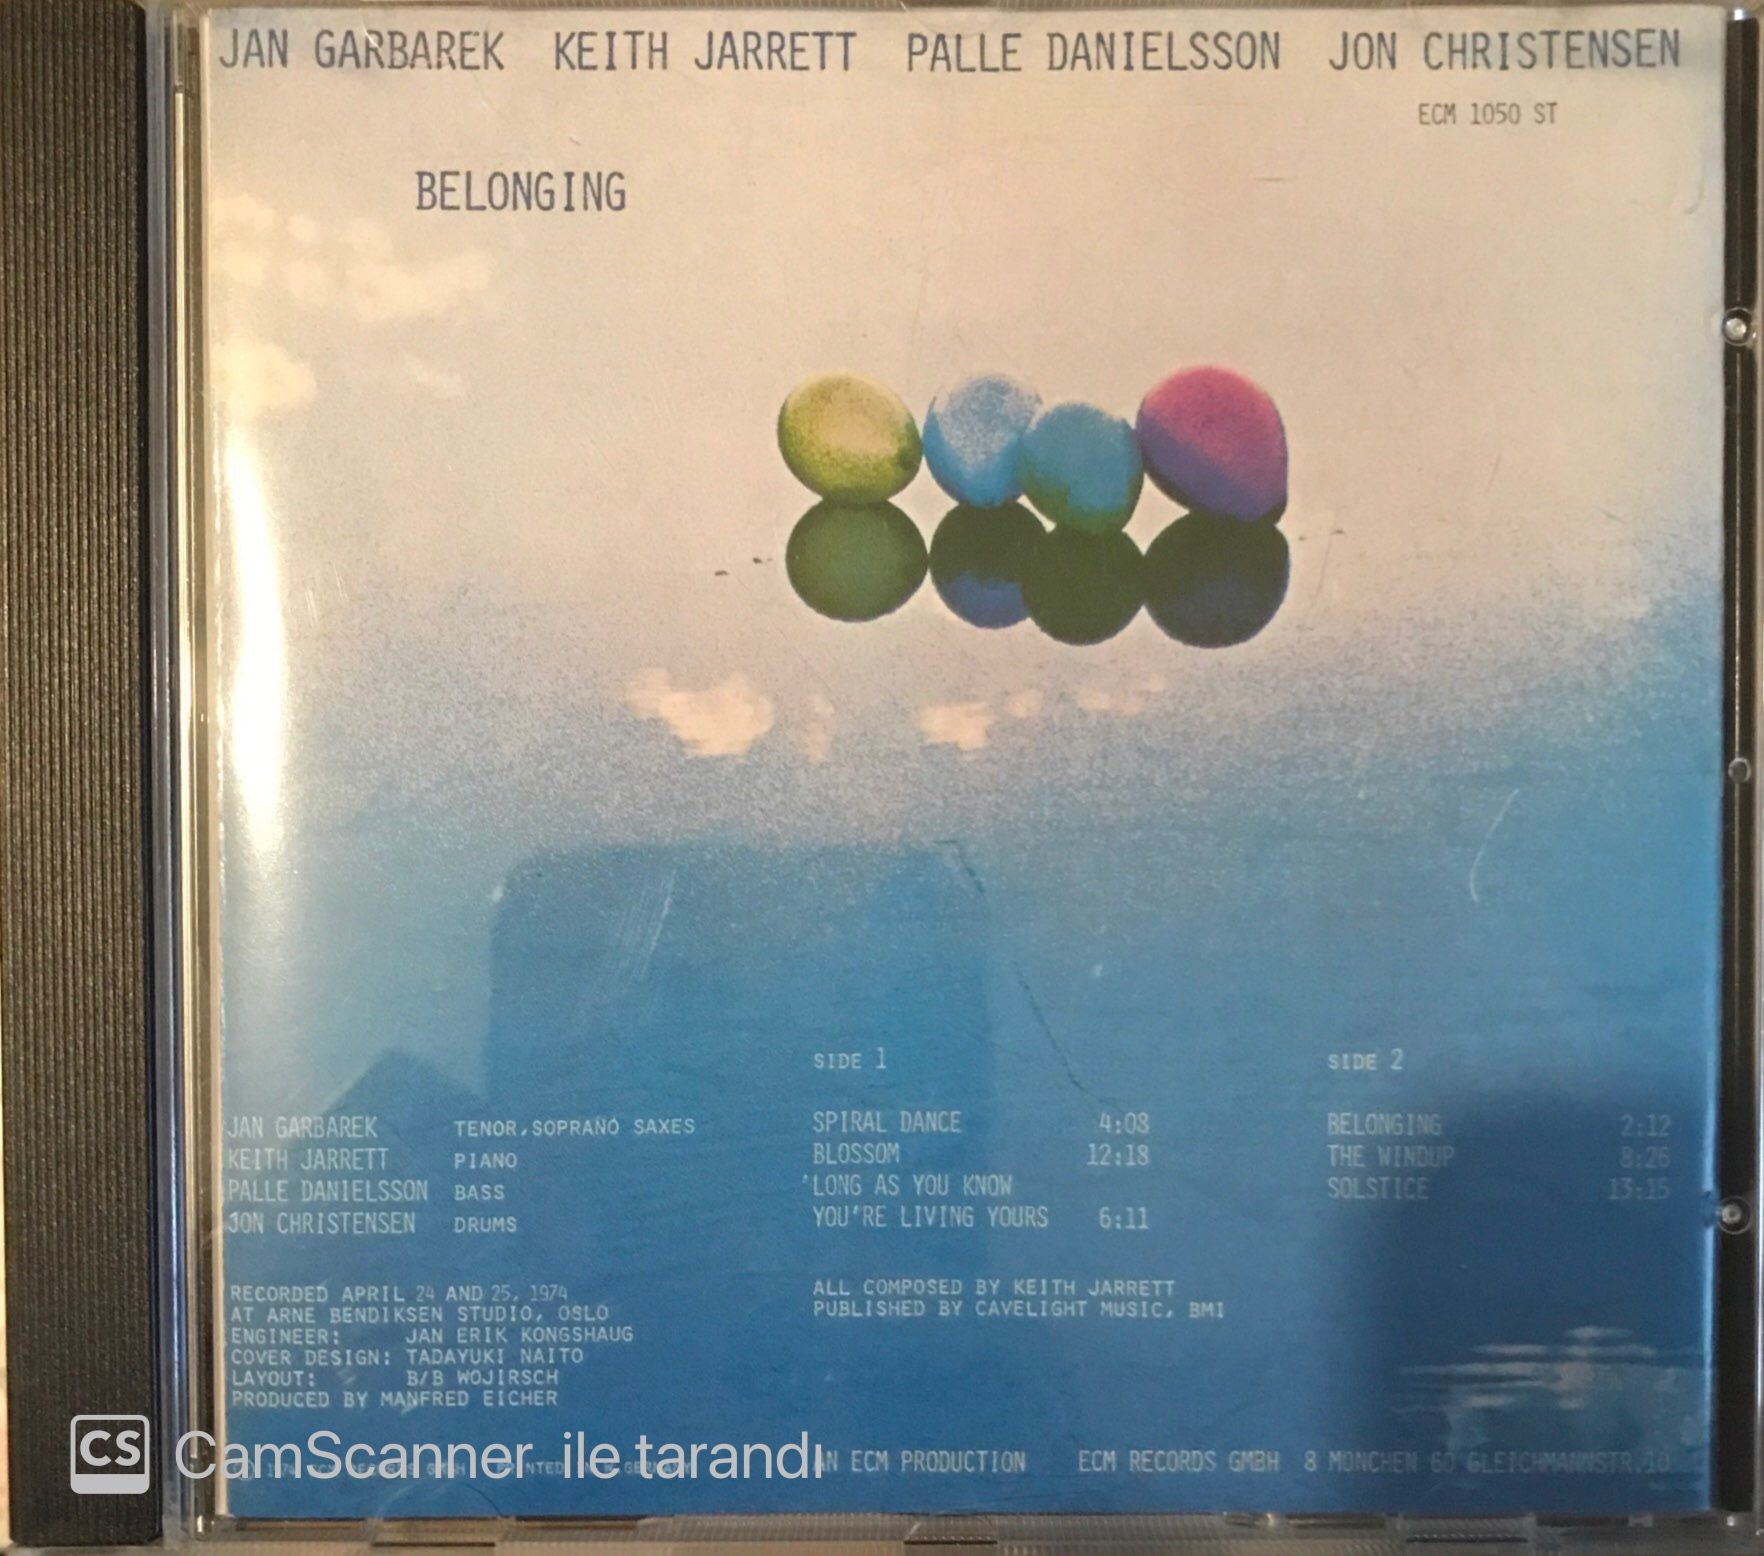 JAN GARBAREK KEITH JARRETT PALLE DANIELSSON JON CHRISTENSEN
ECM 1050 ST
BELONGING
SIDE 1
SPIRAL DANCE 4:08
BLOSSOM 12:18
'LONG AS YOU KNOW
YOU'RE LIVING YOURS 6:11
SIDE 2
BELONGING 2:12
THE WINDUP 8:26
SOLSTICE 13:15
JAN GARBAREK TENOR, SOPRANO SAXES
KEITH JARRETT PIANO
PALLE DANIELSSON BASS
JON CHRISTENSEN DRUMS
RECORDED APRIL 24 AND 25, 1974
AT ARNE BENDIKSEN STUDIO, OSLO
ENGINEER: JAN ERIK KONGSHAUG
COVER DESIGN: TADAYUKI NAITO
LAYOUT: B/B WOJIRSCH
PRODUCED BY MANFRED EICHER
ALL COMPOSED BY KEITH JARRETT
PUBLISHED BY CAVELIGHT MUSIC, BMI
AN ECM PRODUCTION ECM RECORDS GMBH 8 MÜNCHEN 60 GLEICHMANNSTR.10
CS CamScanner ile tarandı